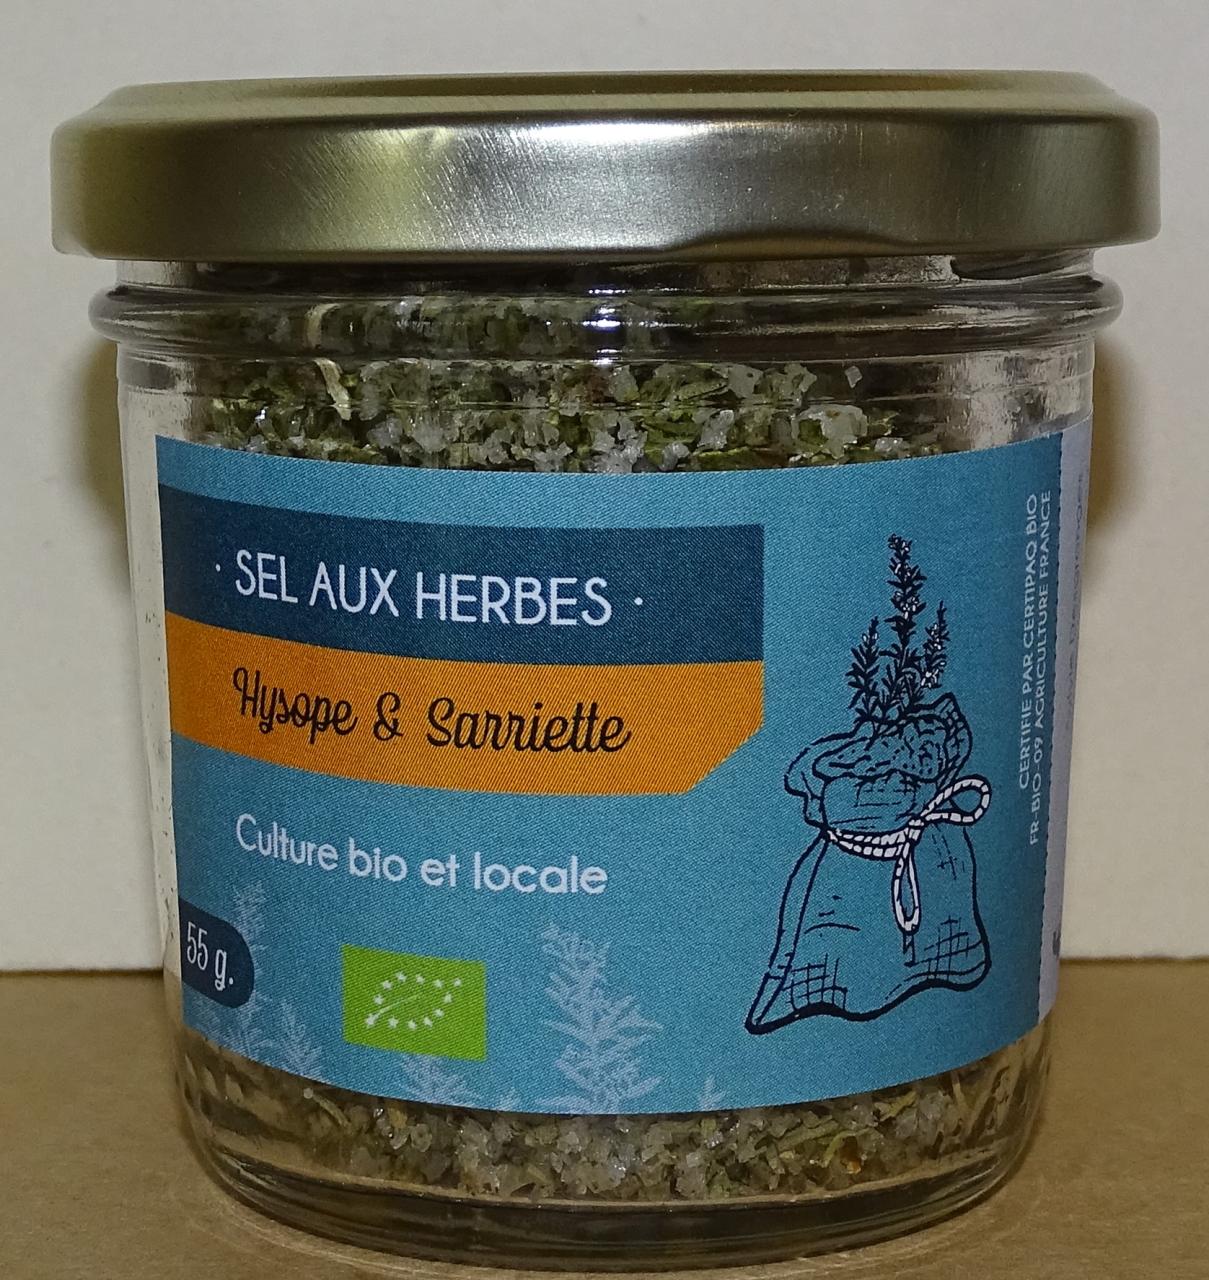 · SEL AUX HERBES ·
Hysope & Sarriette
Culture bio et locale
55 g.
CERTIFIE PAR CERTIPAQ BIO
FR-BIO -09 AGRICULTURE FRANCE